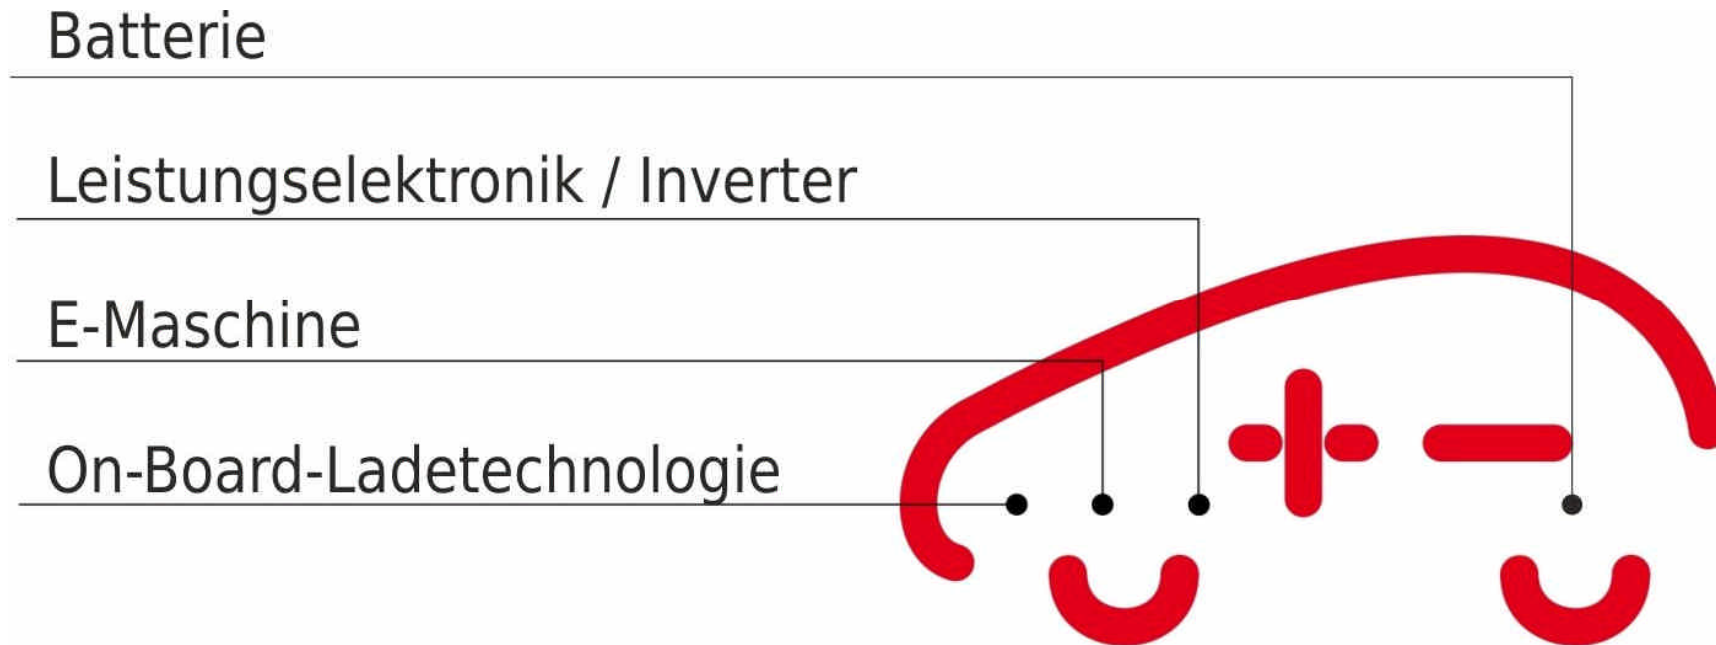 Batterie
Leistungselektronik / Inverter
E-Maschine
On-Board-Ladetechnologie